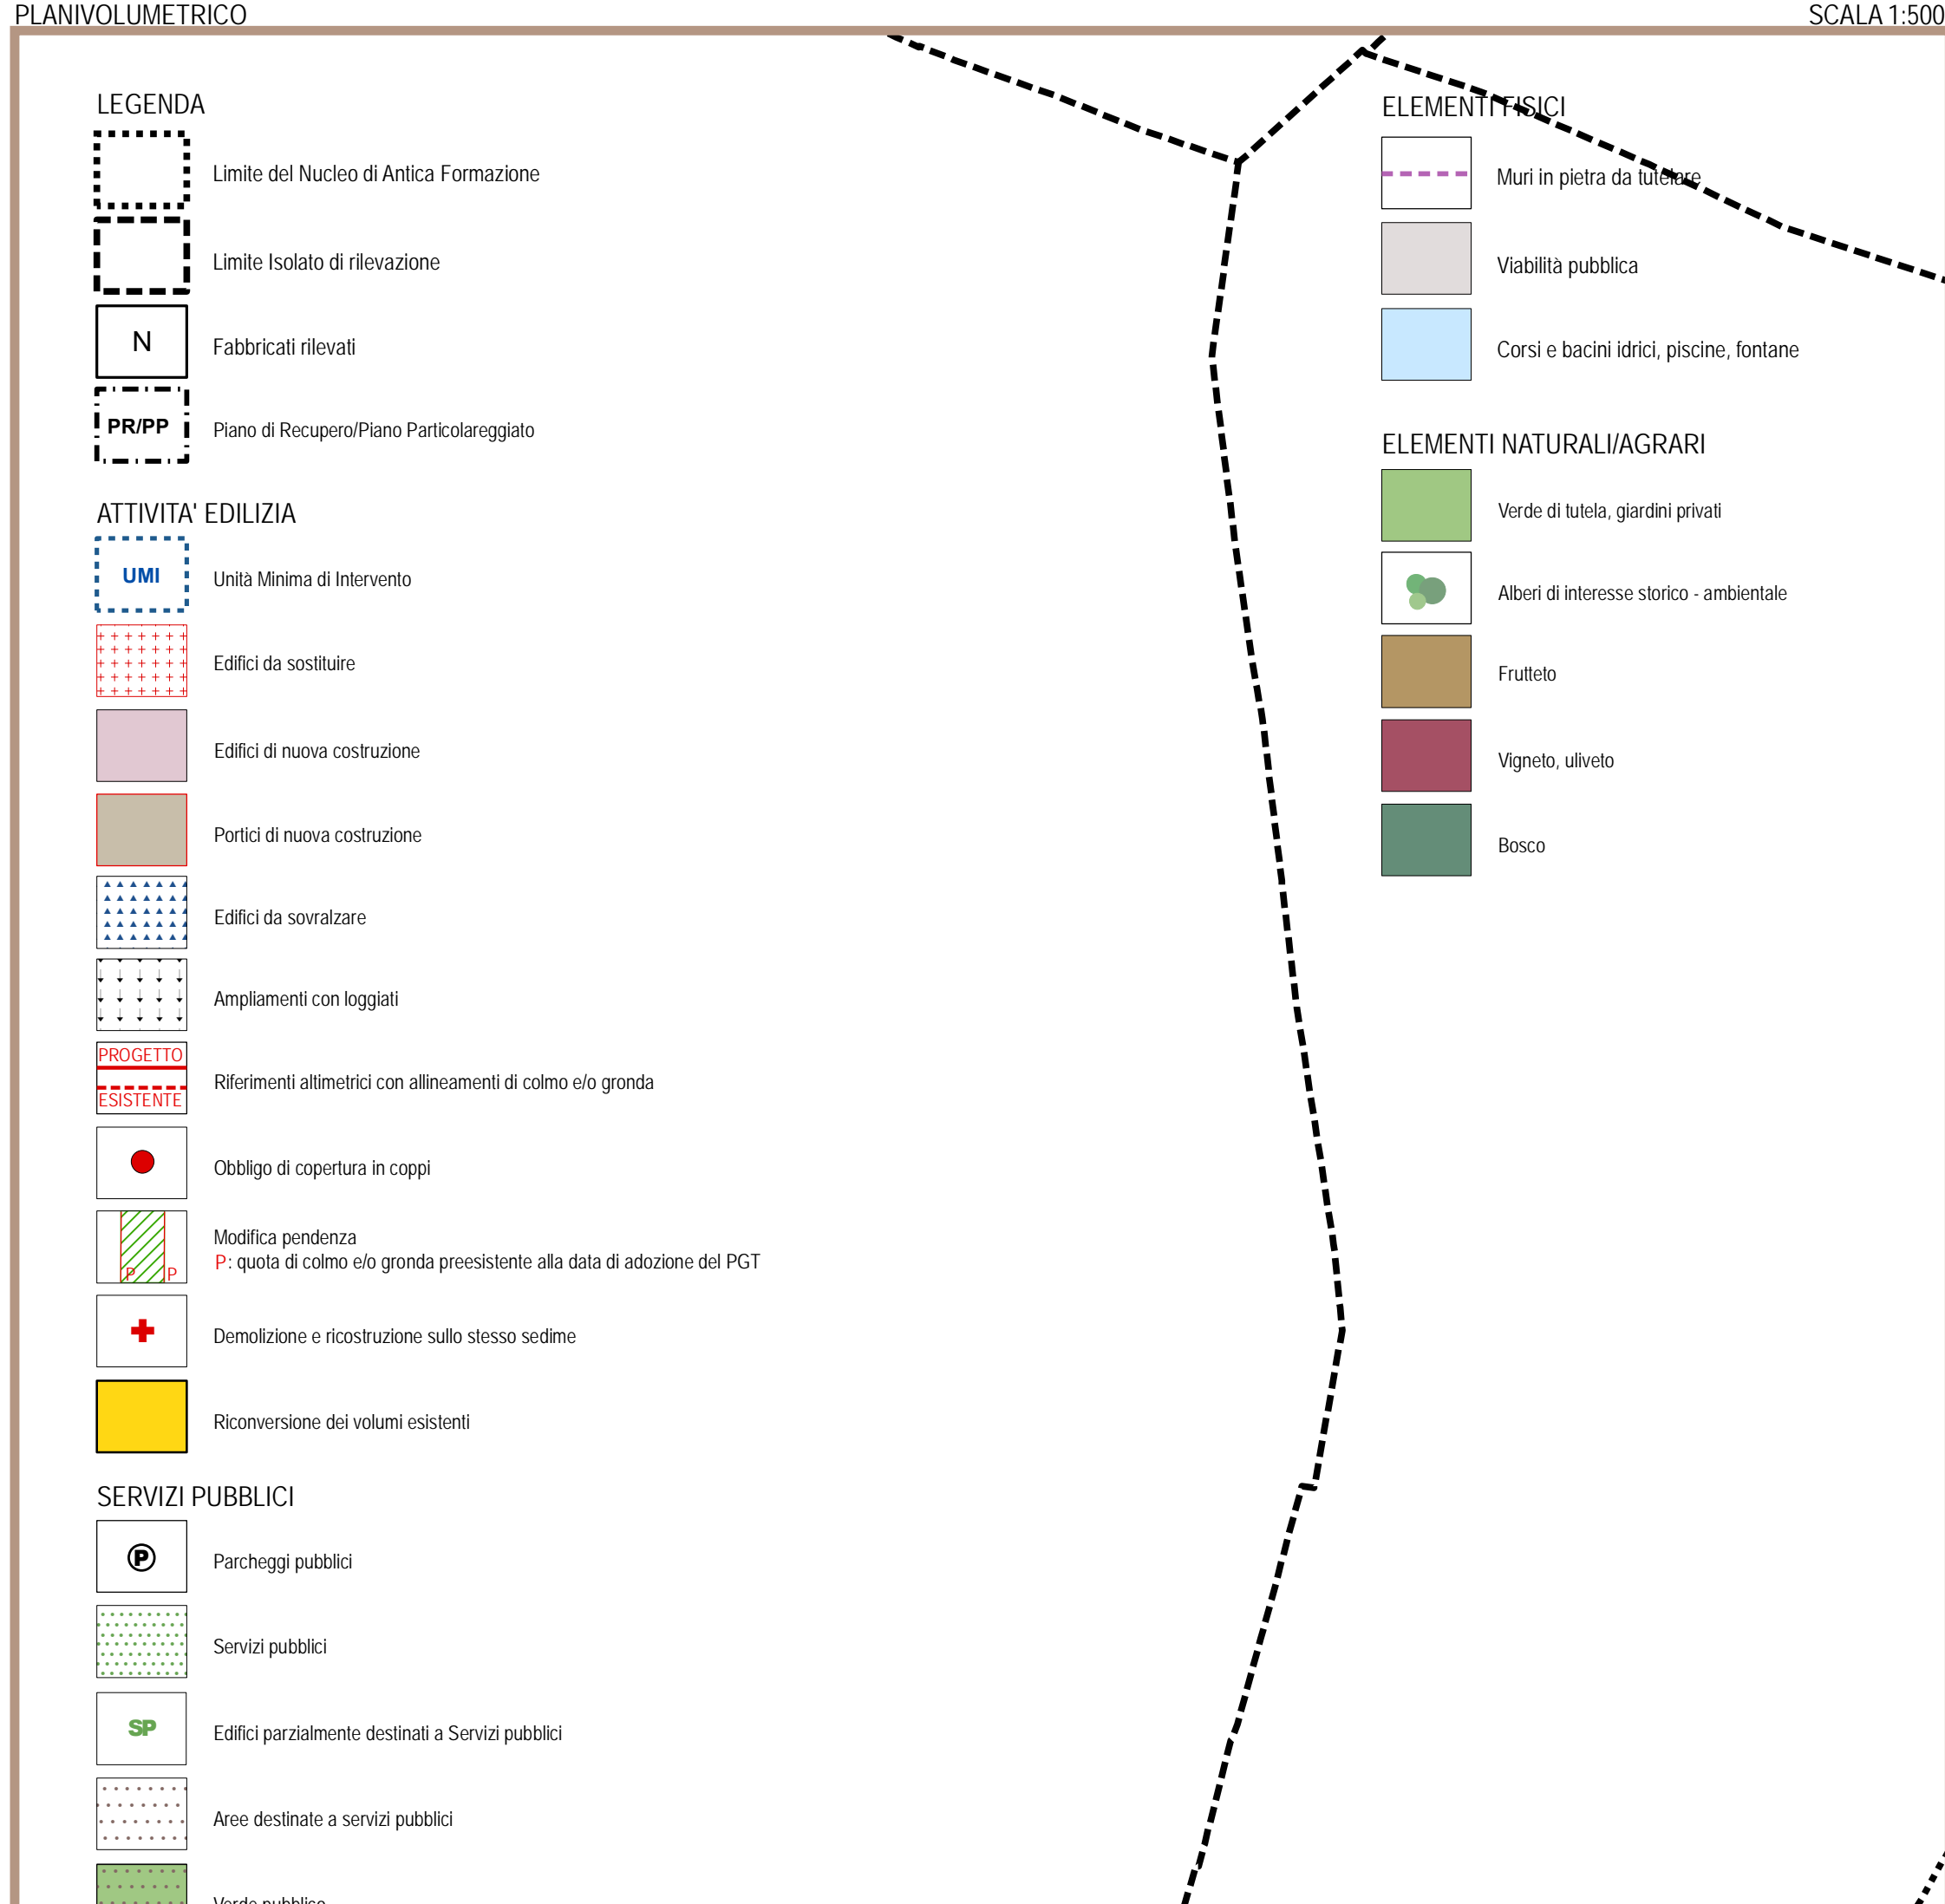 PLANIVOLUMETRICO
SCALA 1:500
LEGENDA
Limite del Nucleo di Antica Formazione
Limite Isolato di rilevazione
N
Fabbricati rilevati
PR/PP
Piano di Recupero/Piano Particolareggiato
ATTIVITA' EDILIZIA
UMI
Unità Minima di Intervento
Edifici da sostituire
Edifici di nuova costruzione
Portici di nuova costruzione
Edifici da sovralzare
Ampliamenti con loggiati
PROGETTO
ESISTENTE
Riferimenti altimetrici con allineamenti di colmo e/o gronda
Obbligo di copertura in coppi
P P
Modifica pendenza
P: quota di colmo e/o gronda preesistente alla data di adozione del PGT
Demolizione e ricostruzione sullo stesso sedime
Riconversione dei volumi esistenti
SERVIZI PUBBLICI
P
Parcheggi pubblici
Servizi pubblici
SP
Edifici parzialmente destinati a Servizi pubblici
Aree destinate a servizi pubblici
Verde pubblico
ELEMENTI FISICI
Muri in pietra da tutelare
Viabilità pubblica
Corsi e bacini idrici, piscine, fontane
ELEMENTI NATURALI/AGRARI
Verde di tutela, giardini privati
Alberi di interesse storico - ambientale
Frutteto
Vigneto, uliveto
Bosco